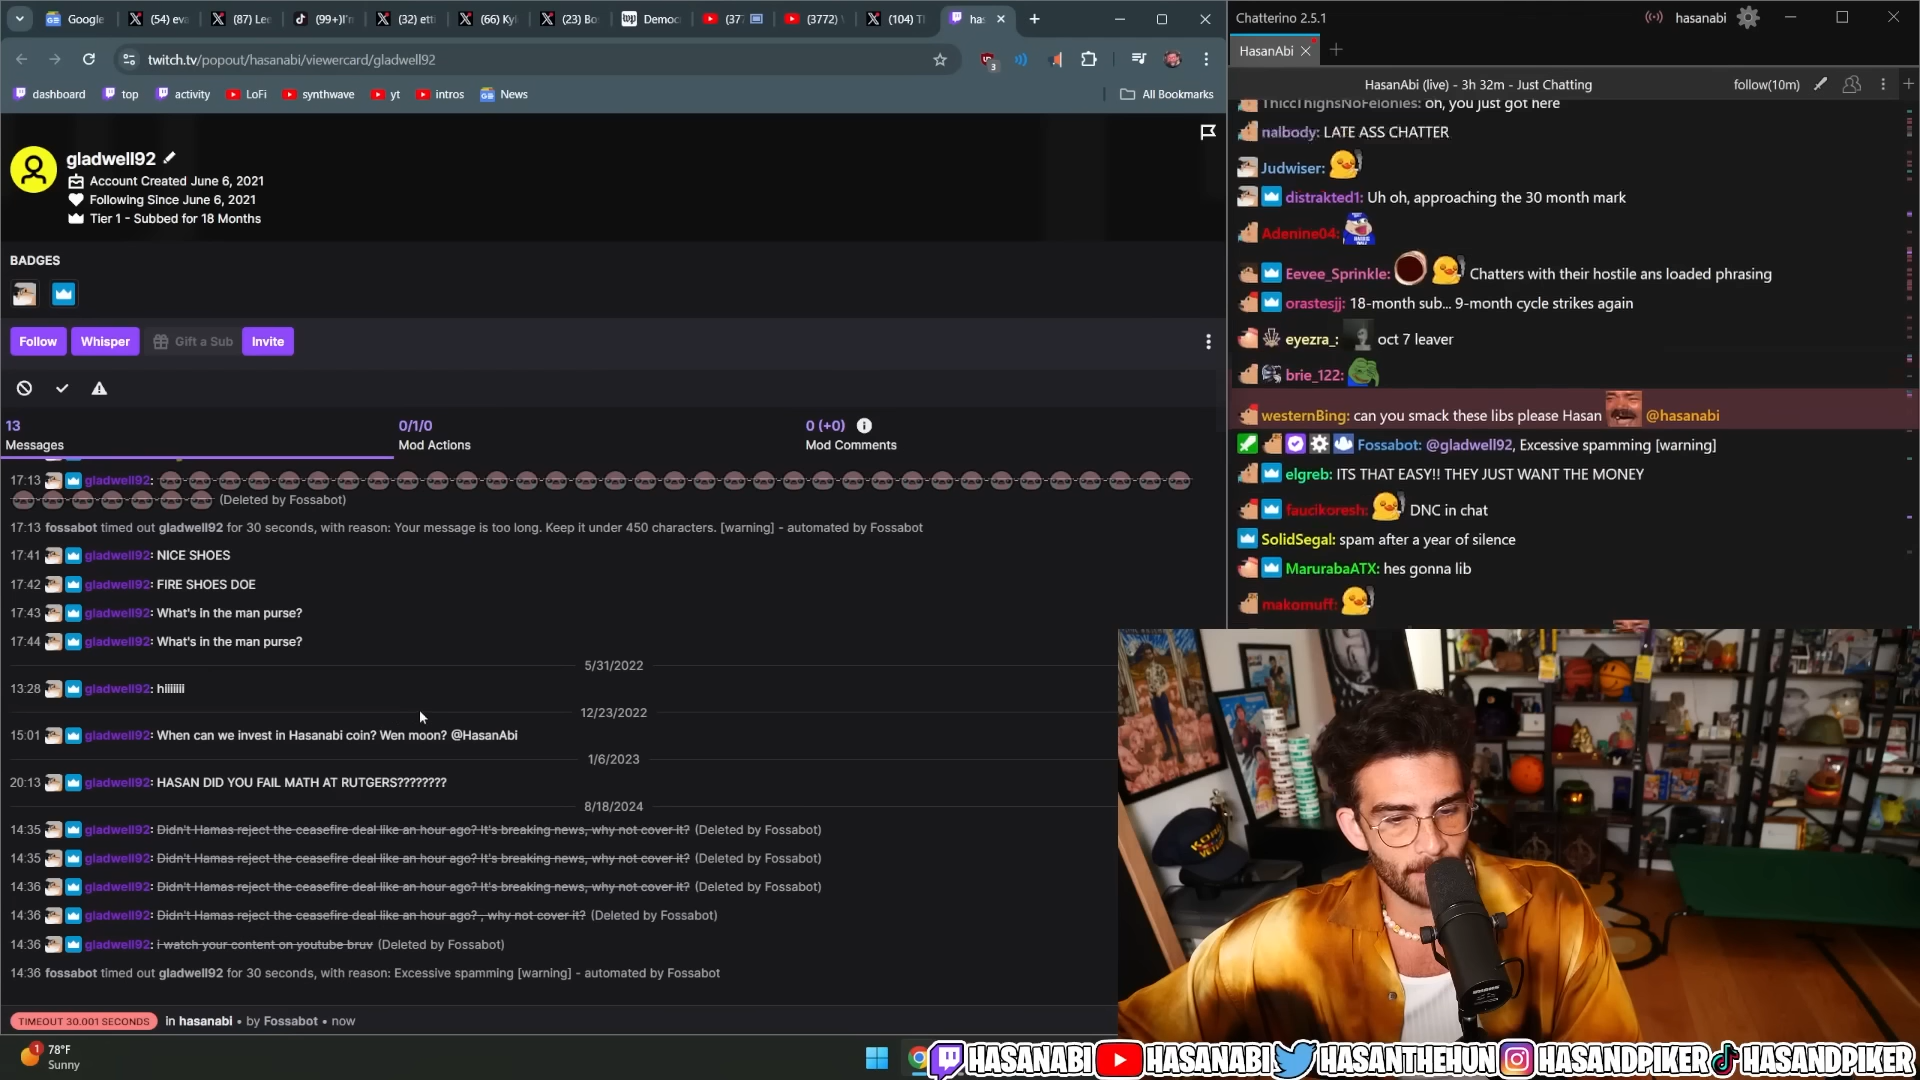 Google
(54) eva
(87) Le
(99+)I'r
(32) etti
(66) Kyl
(23) Bo
Democ
(37
(3772)
(104) T
has
twitch.tv/popout/hasanabi/viewercard/gladwell92
3
dashboard
top
activity
LoFi
synthwave
yt
intros
News
All Bookmarks
gladwell92
Account Created June 6, 2021
Following Since June 6, 2021
Tier 1 - Subbed for 18 Months
BADGES
Follow
Whisper
Gift a Sub
Invite
13
Messages
0/1/0
Mod Actions
0 (+0)
Mod Comments
17:13 gladwell92:
(Deleted by Fossabot)
17:13 fossabot timed out gladwell92 for 30 seconds, with reason: Your message is too long. Keep it under 450 characters. [warning] - automated by Fossabot
17:41 gladwell92: NICE SHOES
17:42 gladwell92: FIRE SHOES DOE
17:43 gladwell92: What's in the man purse?
17:44 gladwell92: What's in the man purse?
5/31/2022
13:28 gladwell92: hiiiiiii
12/23/2022
15:01 gladwell92: When can we invest in Hasanabi coin? Wen moon? @HasanAbi
1/6/2023
20:13 gladwell92: HASAN DID YOU FAIL MATH AT RUTGERS????????
8/18/2024
14:35 gladwell92: Didn't Hamas reject the ceasefire deal like an hour ago? It's breaking news, why not cover it? (Deleted by Fossabot)
14:35 gladwell92: Didn't Hamas reject the ceasefire deal like an hour ago? It's breaking news, why not cover it? (Deleted by Fossabot)
14:36 gladwell92: Didn't Hamas reject the ceasefire deal like an hour ago? It's breaking news, why not cover it? (Deleted by Fossabot)
14:36 gladwell92: Didn't Hamas reject the ceasefire deal like an hour ago? , why not cover it? (Deleted by Fossabot)
14:36 gladwell92: i watch your content on youtube bruv (Deleted by Fossabot)
14:36 fossabot timed out gladwell92 for 30 seconds, with reason: Excessive spamming [warning] - automated by Fossabot
TIMEOUT 30.001 SECONDS in hasanabi • by Fossabot • now
1
78°F
Sunny
Chatterino 2.5.1
hasanabi
HasanAbi
HasanAbi (live) - 3h 32m - Just Chatting
follow(10m)
ThiccThighsNoFelonies: oh, you just got here
nalbody: LATE ASS CHATTER
Judwiser:
distrakted1: Uh oh, approaching the 30 month mark
Adenine04:
Eevee_Sprinkle: Chatters with their hostile ans loaded phrasing
orastesjj: 18-month sub... 9-month cycle strikes again
eyezra_: oct 7 leaver
brie_122:
westernBing: can you smack these libs please Hasan @hasanabi
Fossabot: @gladwell92, Excessive spamming [warning]
elgreb: ITS THAT EASY!! THEY JUST WANT THE MONEY
faucikoresh: DNC in chat
SolidSegal: spam after a year of silence
MarurabaATX: hes gonna lib
makomuff:
HASANABI
HASANABI
HASANTHEHUN
HASANDPIKER
HASANDPIKER